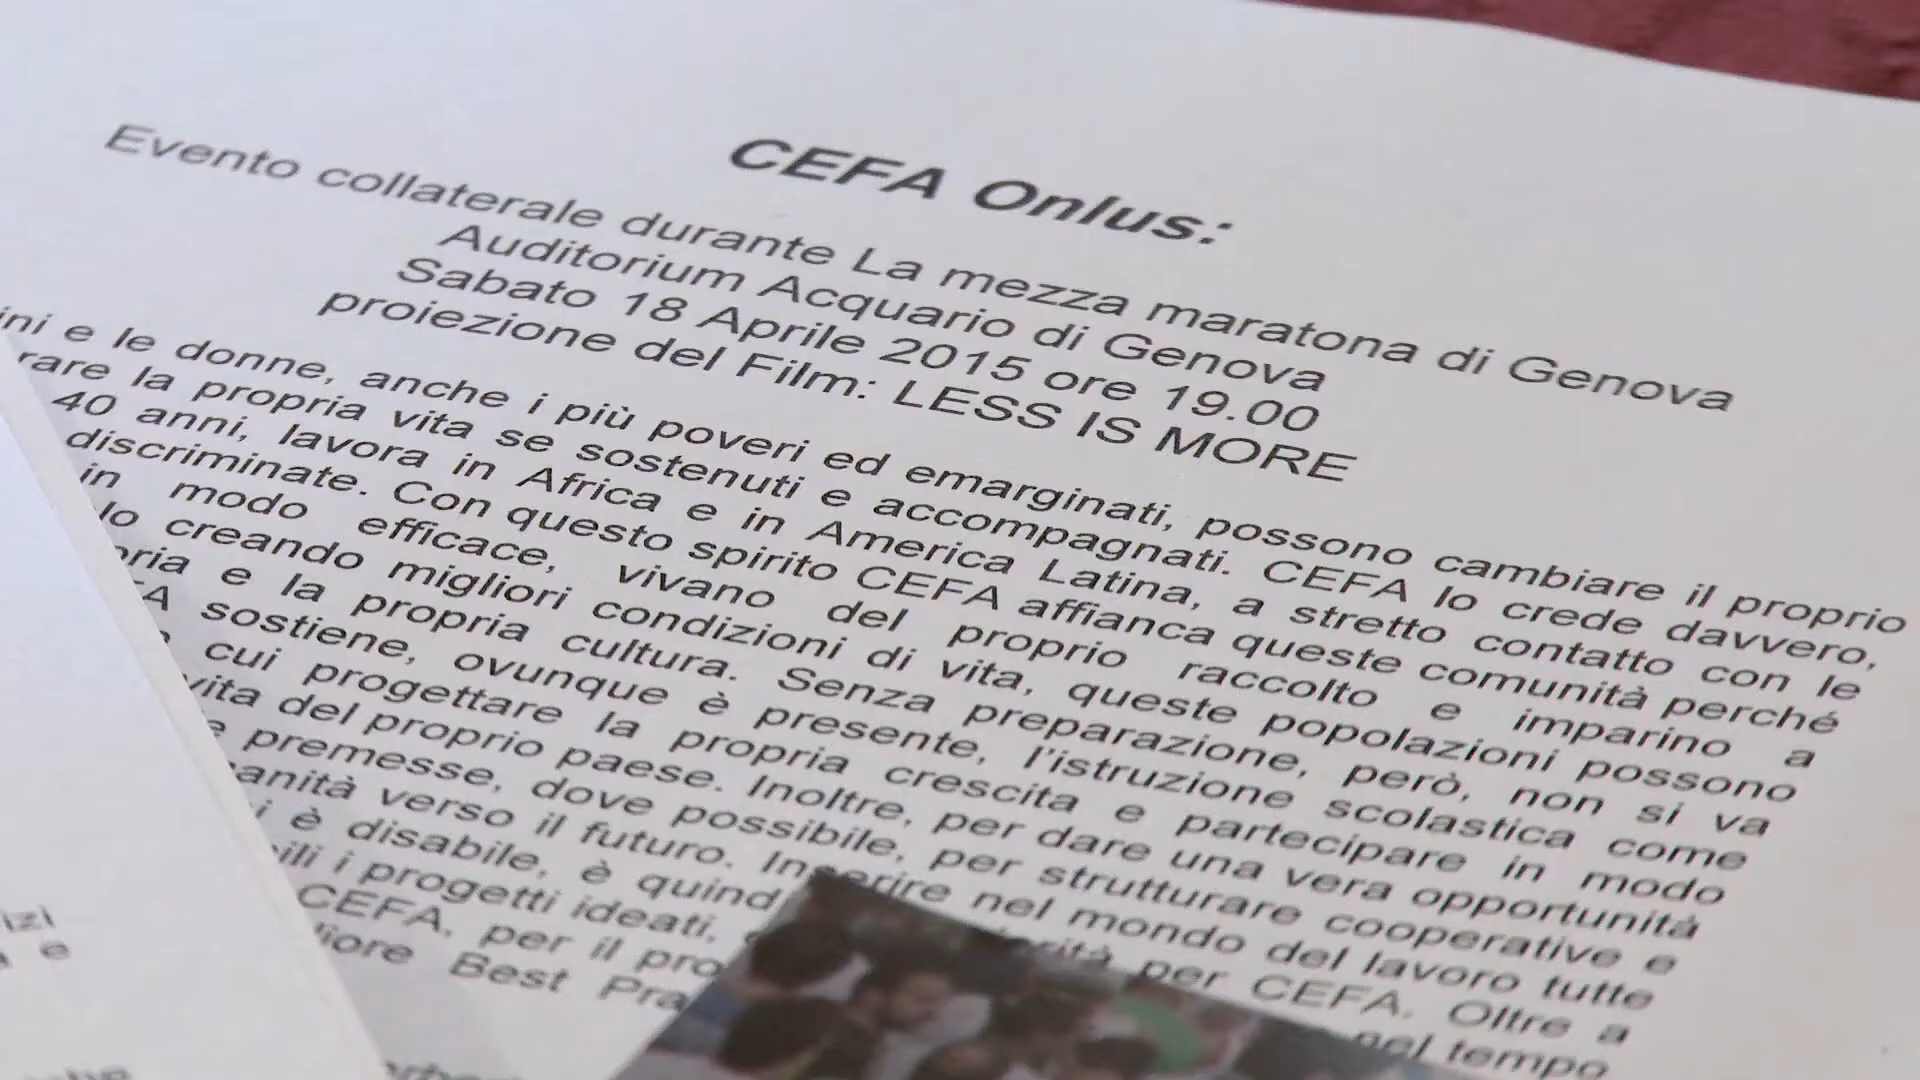 CEFA Onlus:
Evento collaterale durante La mezza maratona di Genova
Auditorium Acquario di Genova
Sabato 18 Aprile 2015 ore 19.00
proiezione del Film: LESS IS MORE
e le donne, anche i più poveri ed emarginati, possono cambiare il proprio
la propria vita se sostenuti e accompagnati. CEFA lo crede davvero,
40 anni, lavora in Africa e in America Latina, a stretto contatto con le
discriminate. Con questo spirito CEFA affianca queste comunità perché
in modo efficace, vivano del proprio raccolto e imparino a
creando migliori condizioni di vita, queste popolazioni possono
e la propria cultura. Senza preparazione, però, non si va
sostiene, ovunque è presente, l'istruzione scolastica come
cui progettare la propria crescita e partecipare in modo
vita del proprio paese. Inoltre, per dare una vera opportunità
premesse, dove possibile, per strutturare cooperative e
verso il futuro. Inserire nel mondo del lavoro tutte
è disabile, è per CEFA. Oltre a
i progetti ideati, nel tempo
CEFA, per il
Best